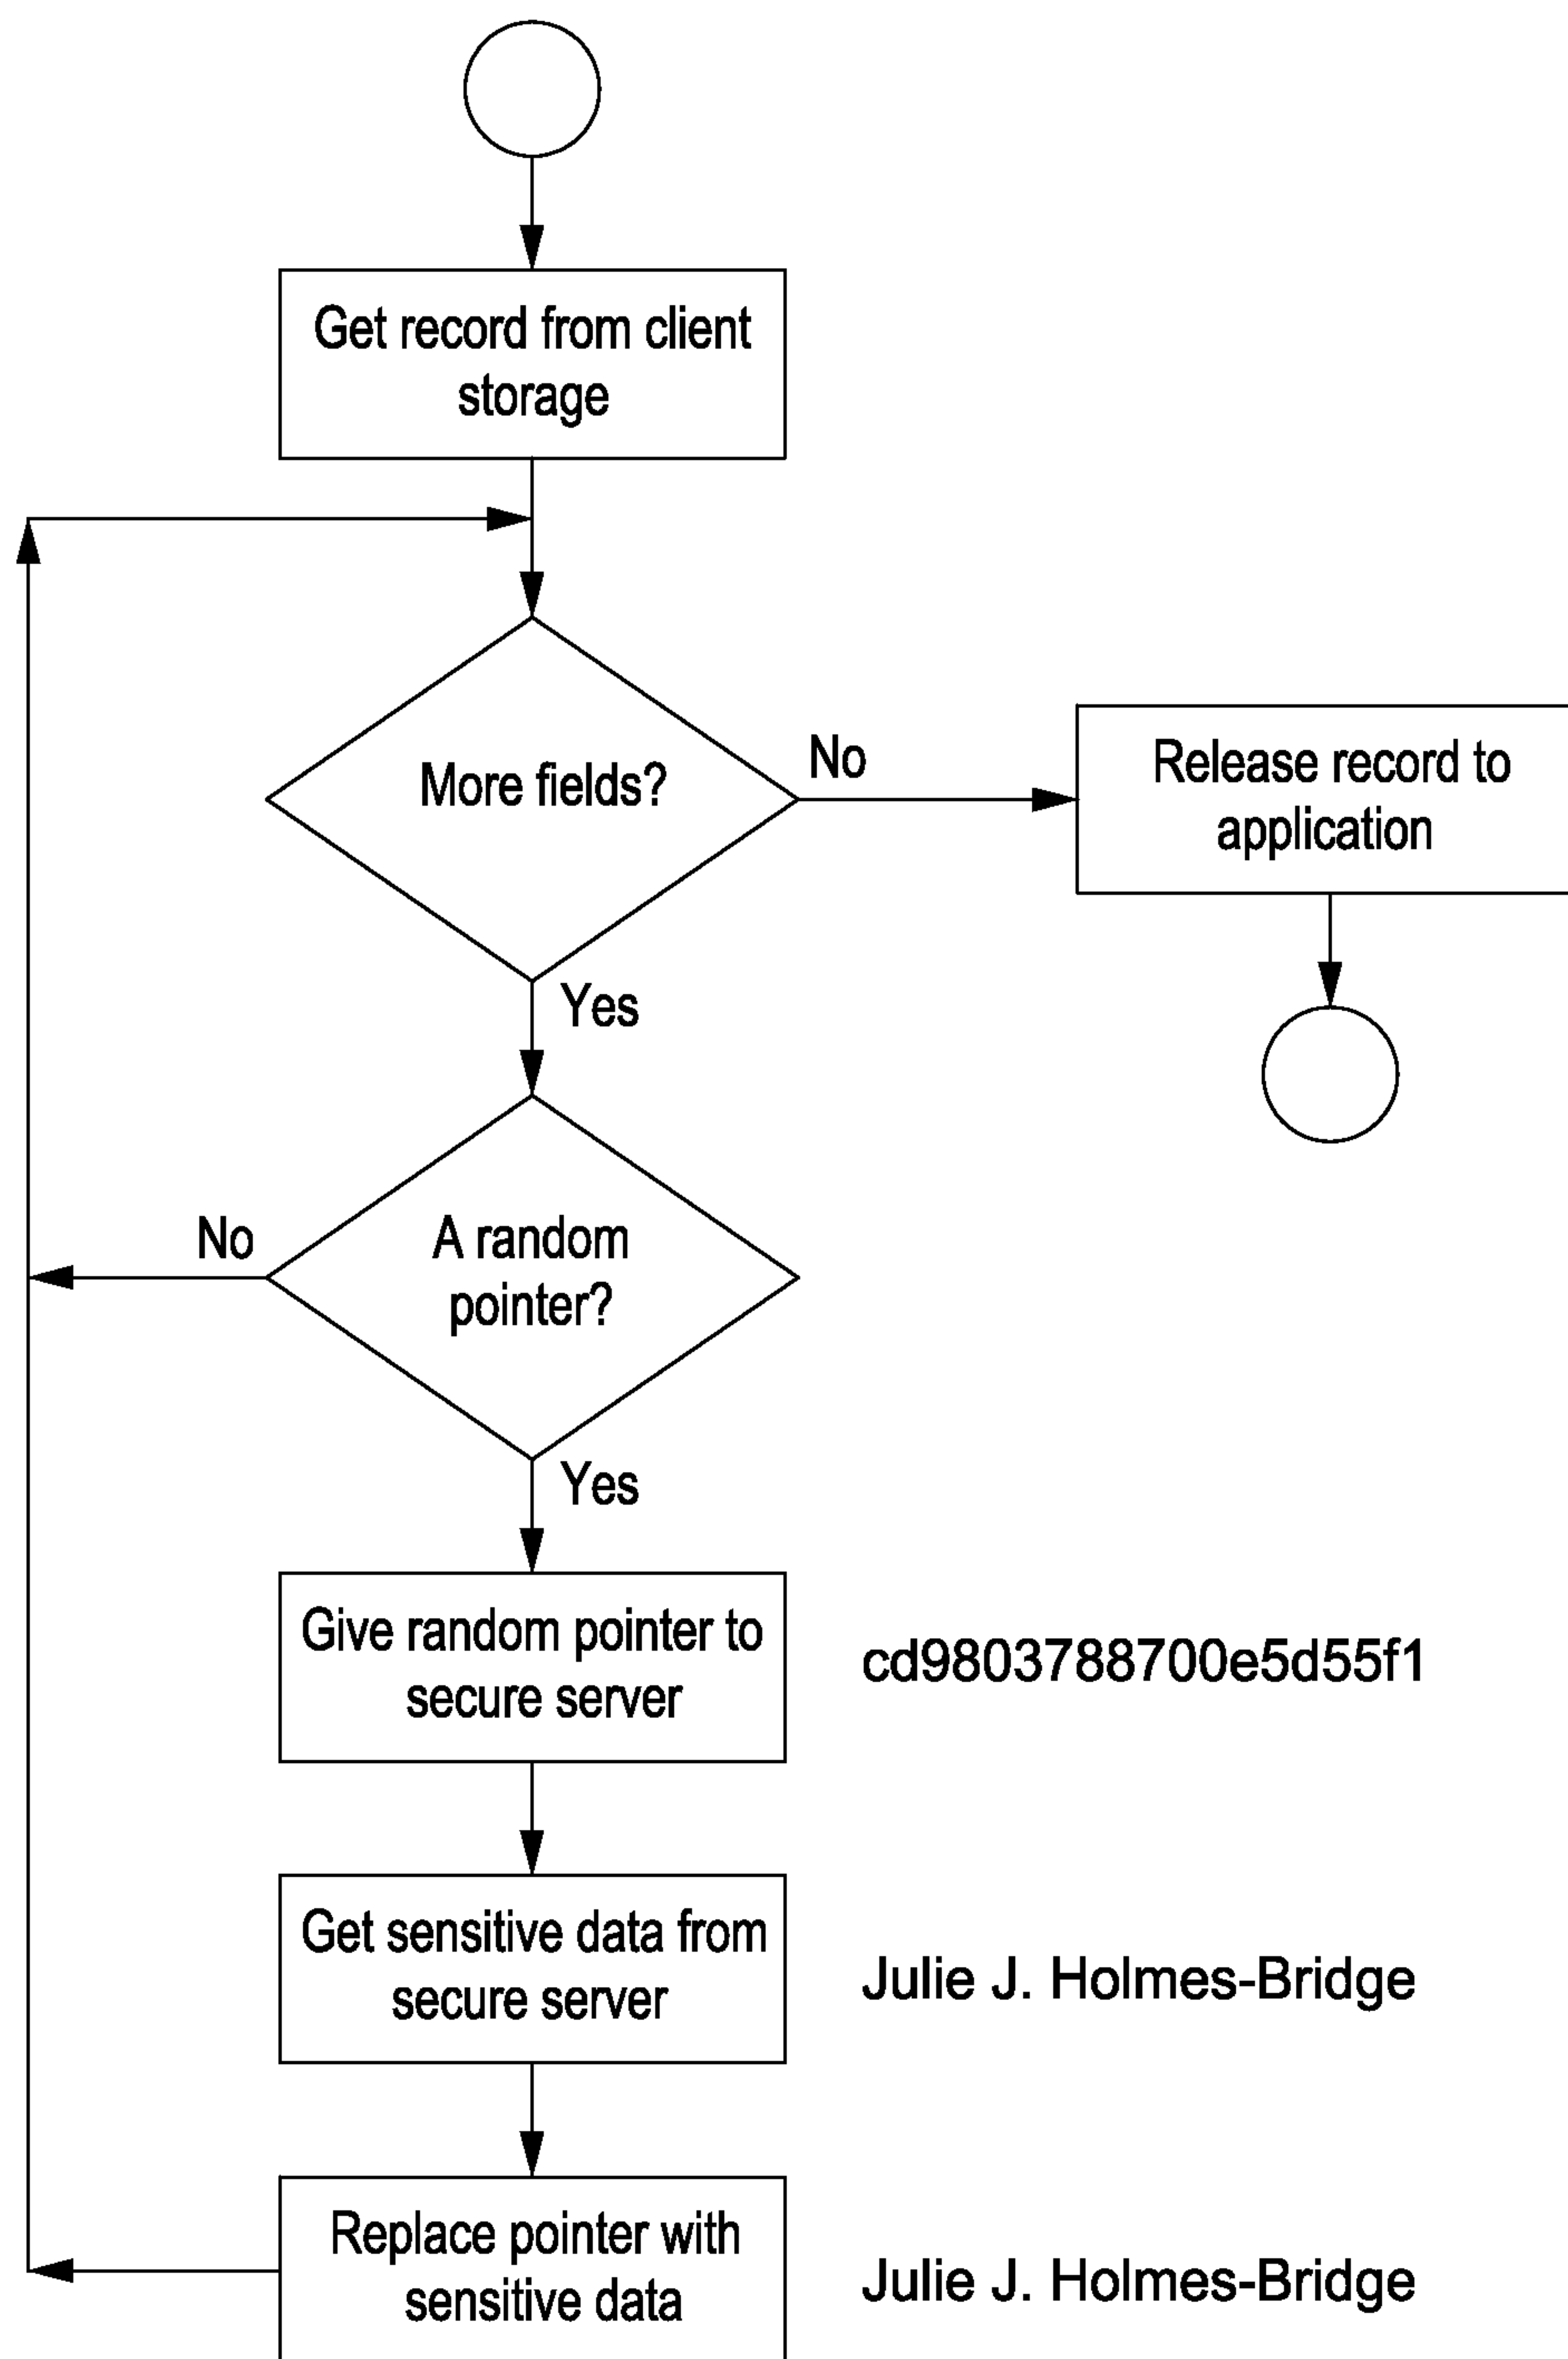 Get record from client
storage
More fields?
No
Release record to
application
Yes
No
A random
pointer?
Yes
Give random pointer to
secure server
cd9803788700e5d55f1
Get sensitive data from
secure server
Julie J. Holmes-Bridge
Replace pointer with
sensitive data
Julie J. Holmes-Bridge